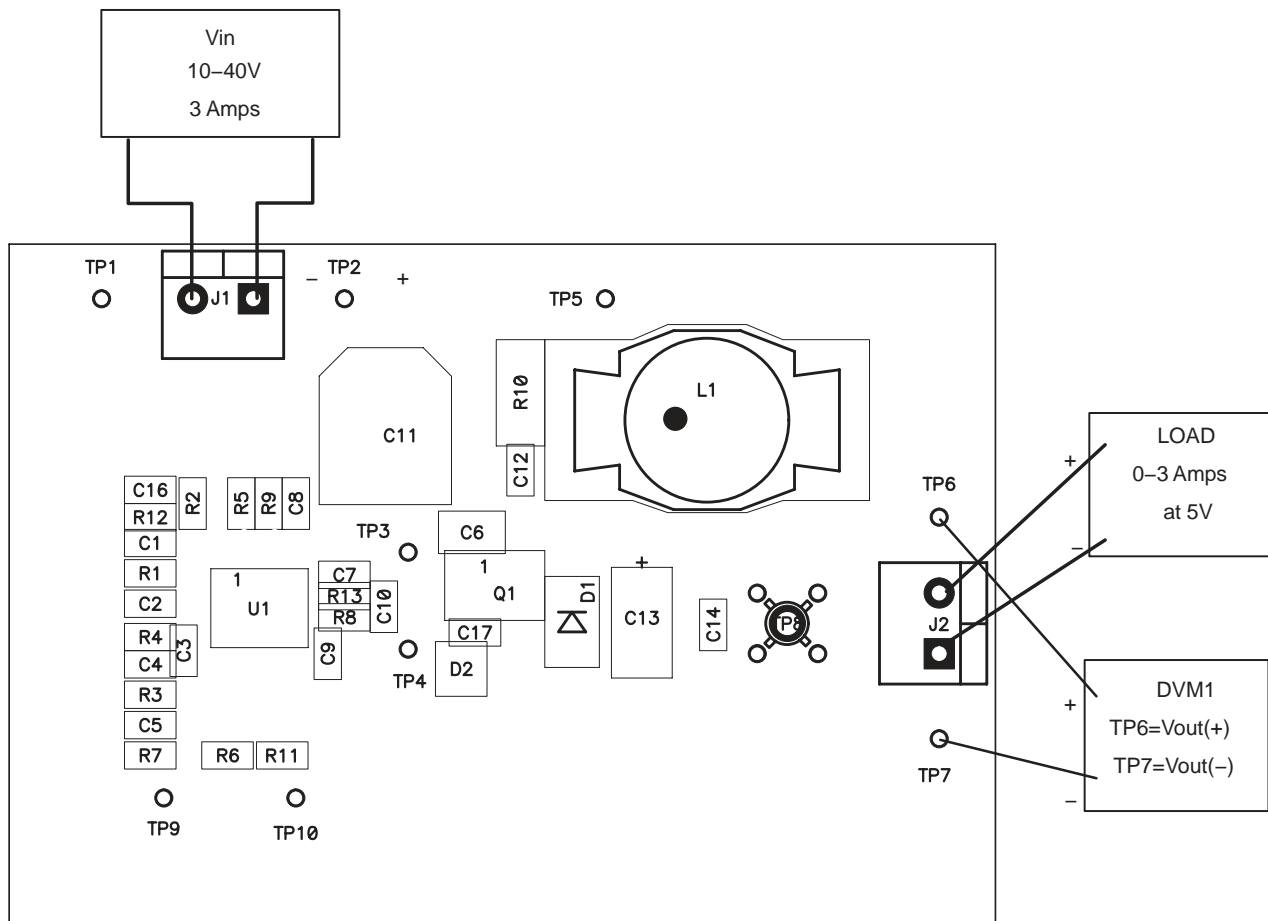 Vin
10–40V
3 Amps
TP1
J1
–
TP2
+
TP5
R10
L1
C11
C12
LOAD
0–3 Amps
at 5V
+
–
C16
R12
R2
R5
R9
C8
C1
TP3
C6
TP6
R1
C2
1
U1
C7
R13
R8
C10
1
Q1
D1
+
C13
C14
TP8
J2
R4
C3
C4
C9
TP4
C17
D2
R3
C5
R7
R6
R11
TP7
DVM1
TP6=Vout(+)
TP7=Vout(–)
+
–
TP9
TP10